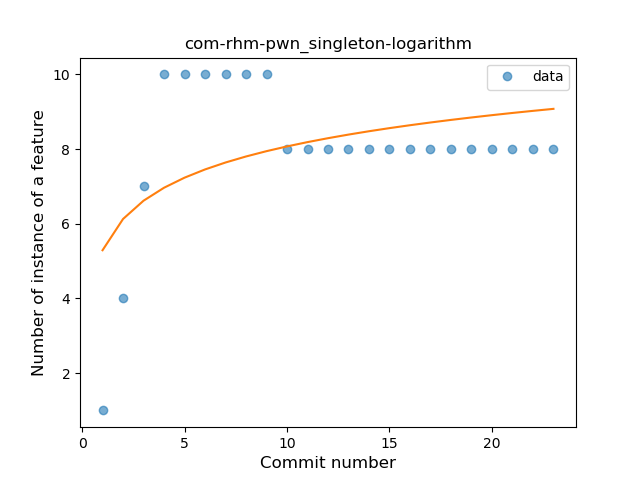 com-rhm-pwn_singleton-logarithm
data
Number of instance of a feature
10
8
6
4
2
0
5
10
15
20
Commit number